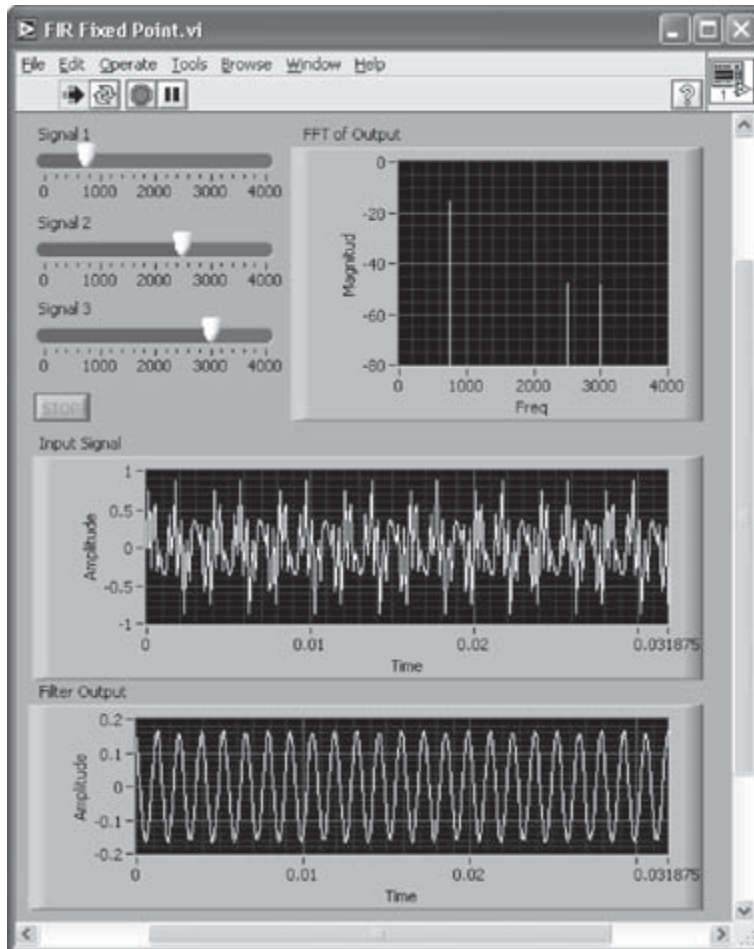 FIR Fixed Point.vi
File Edit Operate Tools Browse Window Help
1
Signal 1
0 1000 2000 3000 4000
Signal 2
0 1000 2000 3000 4000
Signal 3
0 1000 2000 3000 4000
STOP
FFT of Output
0
-20
-40
-60
-80
Magnitud
0 1000 2000 3000 4000
Freq
Input Signal
1
0.5
0
-0.5
-1
Amplitude
0 0.01 0.02 0.031875
Time
Filter Output
0.2
0.1
0
-0.1
-0.2
Amplitude
0 0.01 0.02 0.031875
Time